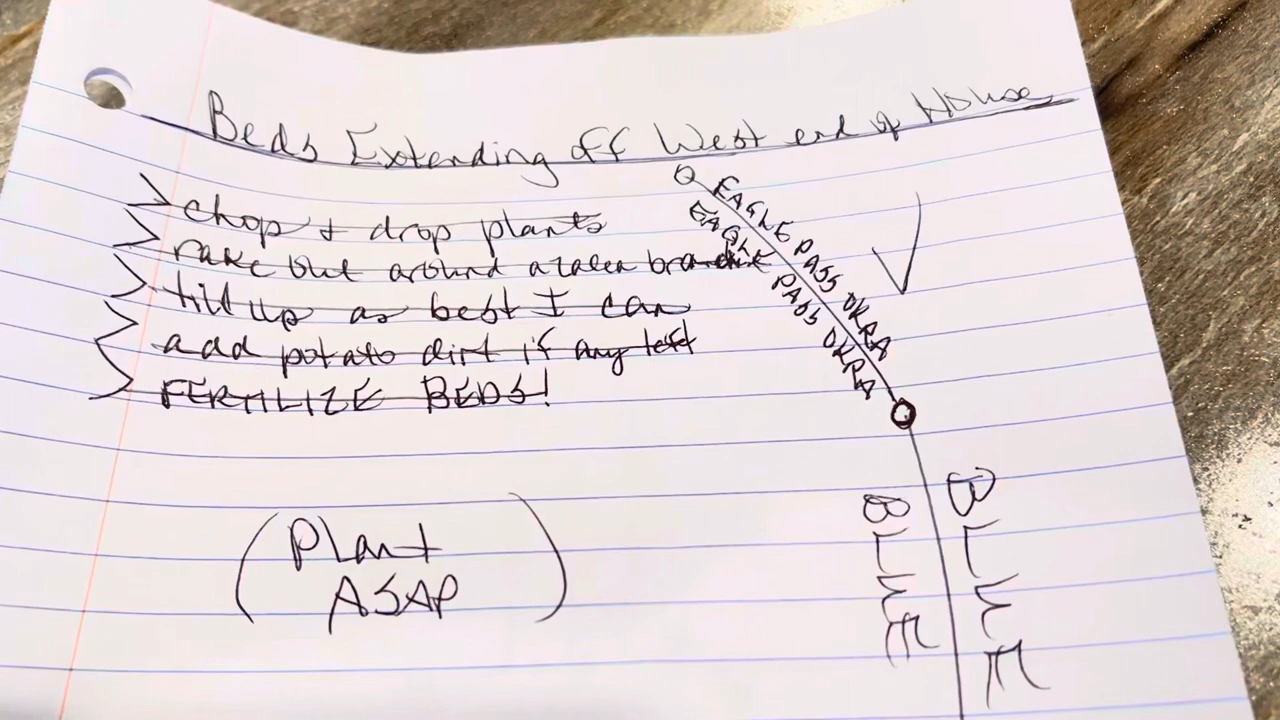 Beds Extending off West end of House
chop + drop plants
rake out around azalea branches
till up as best I can
add potato dirt if any left
FERTILIZE BEDS!
EAGLE PASS OKRA
EAGLE PASS OKRA
BLUE
BLUE
(Plant
ASAP)